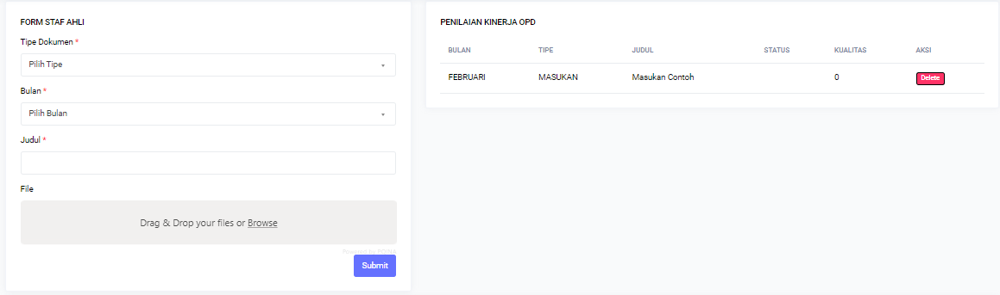 FORM STAF AHLI
Tipe Dokumen *
Pilih Tipe
Bulan *
Pilih Bulan
Judul *
File
Drag & Drop your files or Browse
Powered by PQINA
Submit
PENILAIAN KINERJA OPD
BULAN TIPE JUDUL STATUS KUALITAS AKSI
FEBRUARI MASUKAN Masukan Contoh 0 Delete